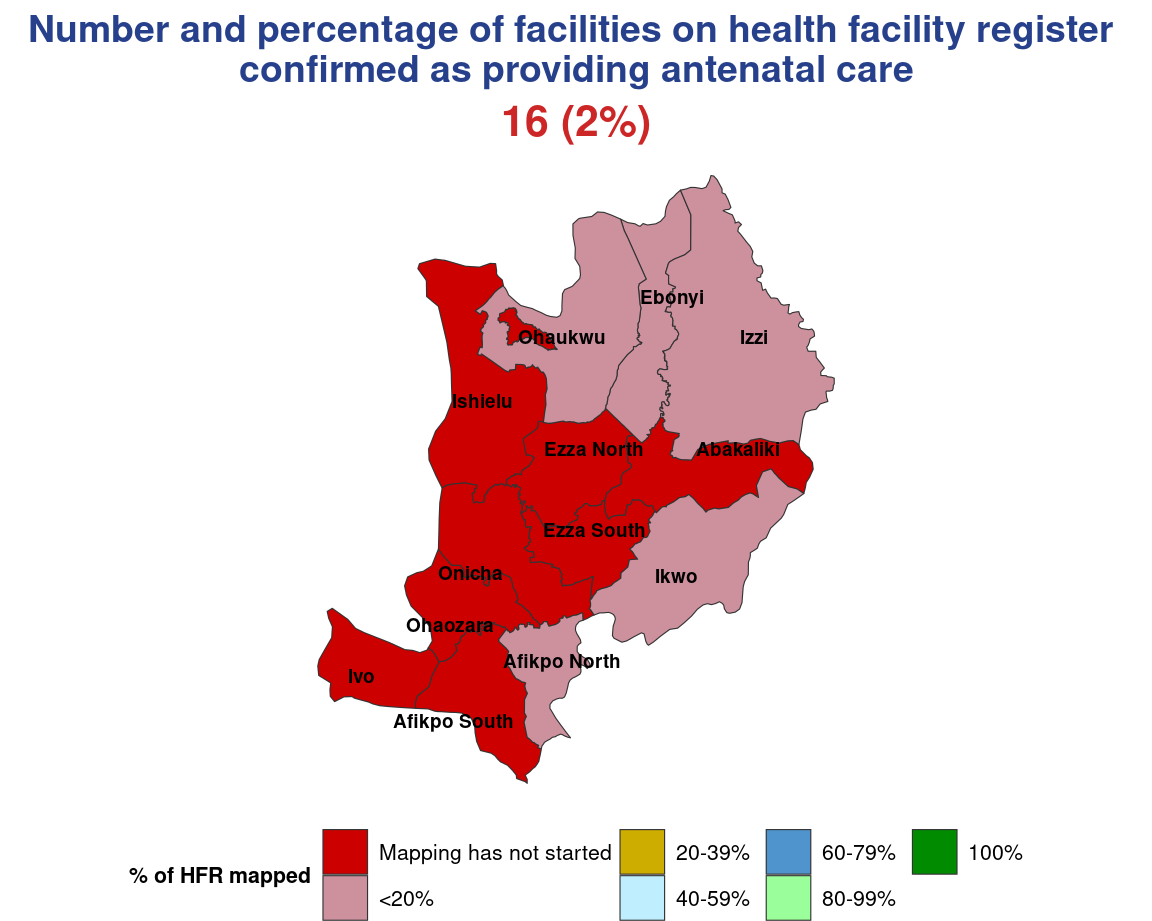 Number and percentage of facilities on health facility register
confirmed as providing antenatal care
16 (2%)
Ebonyi
Ohaukwu
Izzi
Ishielu
Ezza North
Abakaliki
Ezza South
Onicha
Ikwo
Ohaozara
Afikpo North
Ivo
Afikpo South
% of HFR mapped
Mapping has not started
<20%
20-39%
40-59%
60-79%
80-99%
100%